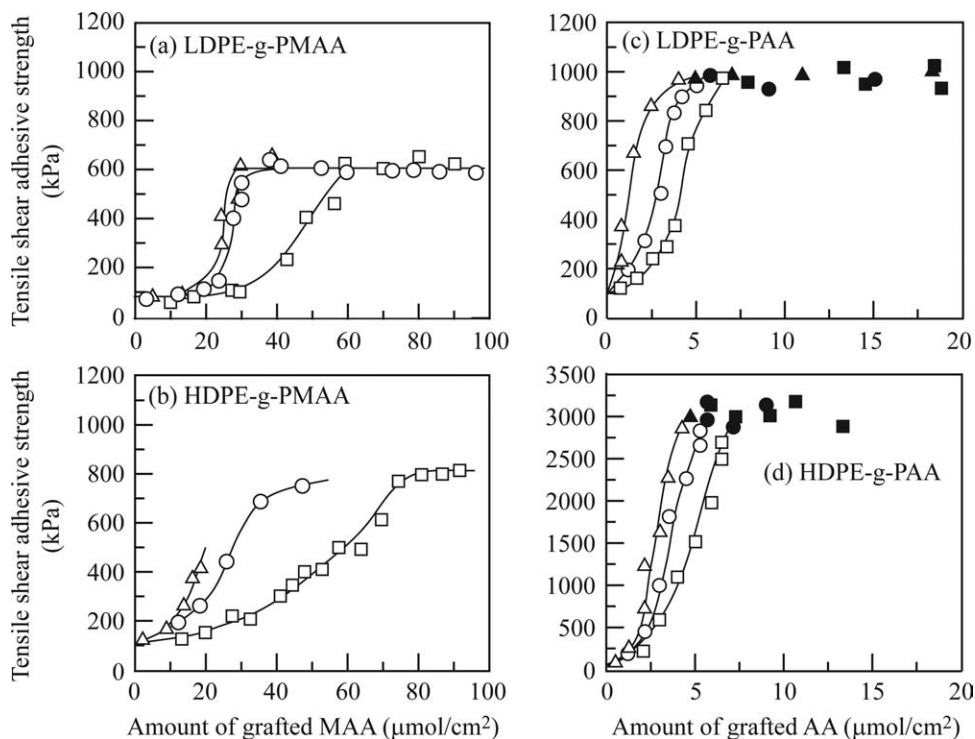 Tensile shear adhesive strength
(kPa)
1200
1000
800
600
400
200
0
(a) LDPE-g-PMAA
0 20 40 60 80 100
1200
1000
800
600
400
200
0
(c) LDPE-g-PAA
0 5 10 15 20
Tensile shear adhesive strength
(kPa)
1200
1000
800
600
400
200
0
(b) HDPE-g-PMAA
0 20 40 60 80 100
Amount of grafted MAA (μmol/cm2)
3500
3000
2500
2000
1500
1000
500
0
(d) HDPE-g-PAA
0 5 10 15 20
Amount of grafted AA (μmol/cm2)